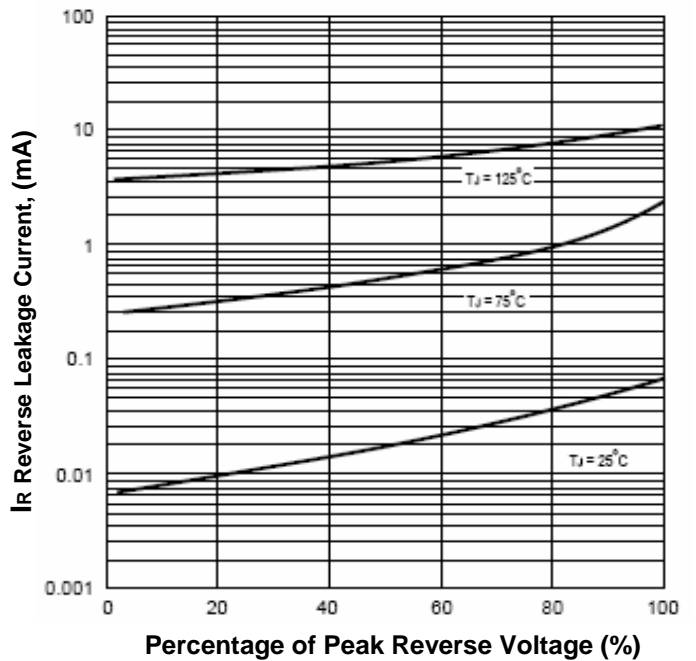 100
10
1
0.1
0.01
0.001
IR Reverse Leakage Current, (mA)
TJ = 125°C
TJ = 75°C
TJ = 25°C
0 20 40 60 80 100
Percentage of Peak Reverse Voltage (%)